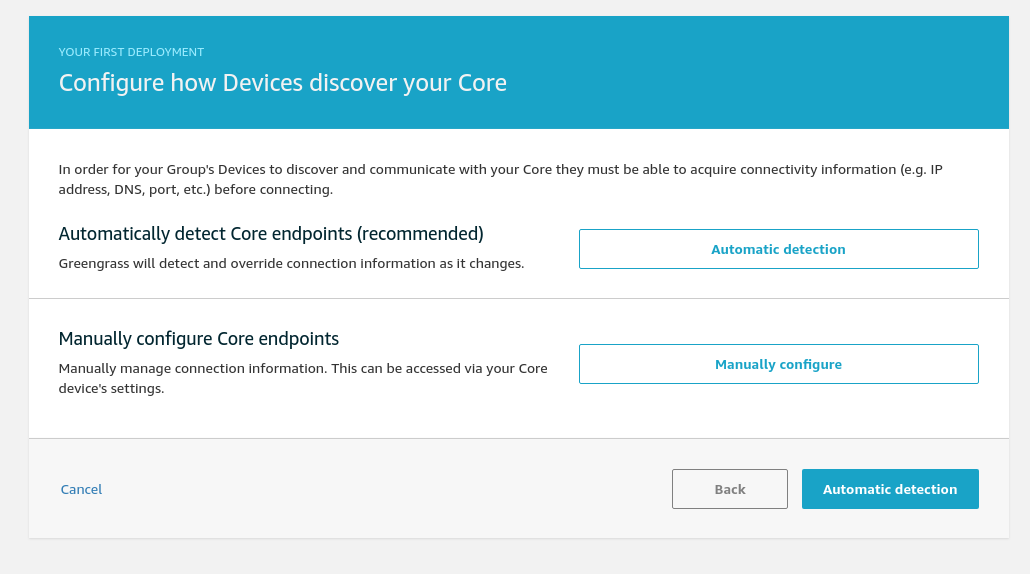 YOUR FIRST DEPLOYMENT
Configure how Devices discover your Core
In order for your Group's Devices to discover and communicate with your Core they must be able to acquire connectivity information (e.g. IP
address, DNS, port, etc.) before connecting.
Automatically detect Core endpoints (recommended)
Greengrass will detect and override connection information as it changes.
Automatic detection
Manually configure Core endpoints
Manually manage connection information. This can be accessed via your Core
device's settings.
Manually configure
Cancel
Back
Automatic detection